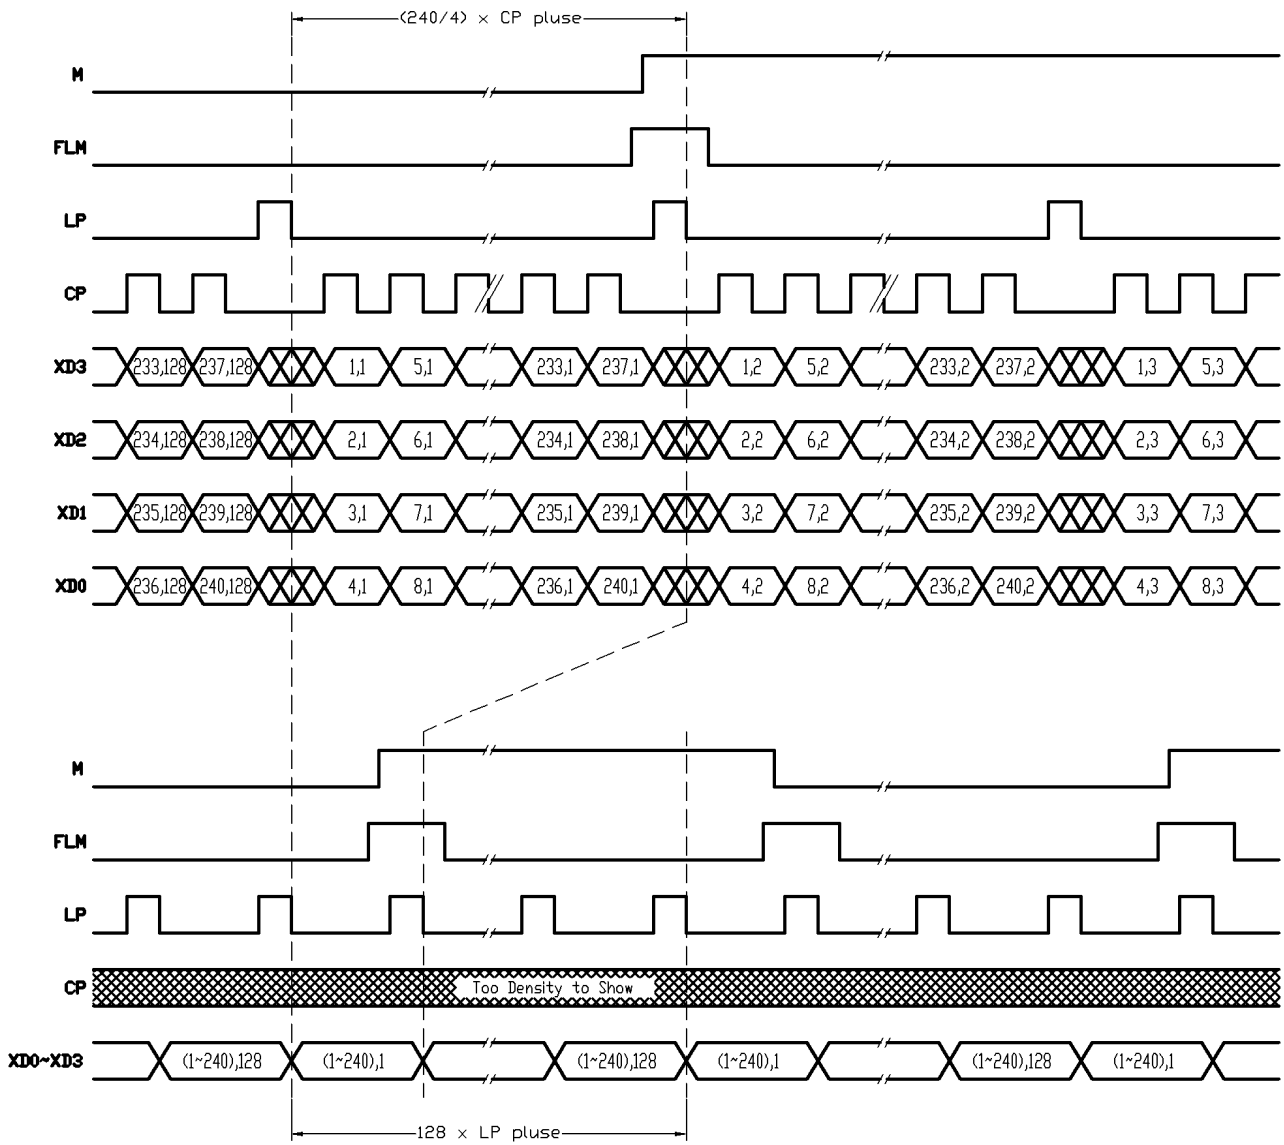 (240/4) × CP pluse
M
FLM
LP
CP
XD3 233,128 237,128 1,1 5,1 233,1 237,1 1,2 5,2 233,2 237,2 1,3 5,3
XD2 234,128 238,128 2,1 6,1 234,1 238,1 2,2 6,2 234,2 238,2 2,3 6,3
XD1 235,128 239,128 3,1 7,1 235,1 239,1 3,2 7,2 235,2 239,2 3,3 7,3
XD0 236,128 240,128 4,1 8,1 236,1 240,1 4,2 8,2 236,2 240,2 4,3 8,3
M
FLM
LP
CP Too Density to Show
XD0~XD3 (1~240),128 (1~240),1 (1~240),128 (1~240),1 (1~240),128 (1~240),1
128 × LP pluse